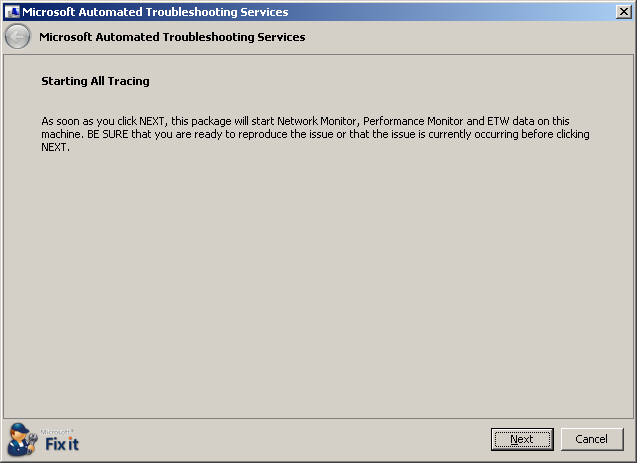 Microsoft Automated Troubleshooting Services
Microsoft Automated Troubleshooting Services
Starting All Tracing
As soon as you click NEXT, this package will start Network Monitor, Performance Monitor and ETW data on this
machine. BE SURE that you are ready to reproduce the issue or that the issue is currently occurring before clicking
NEXT.
Microsoft®
Fix it
Next
Cancel